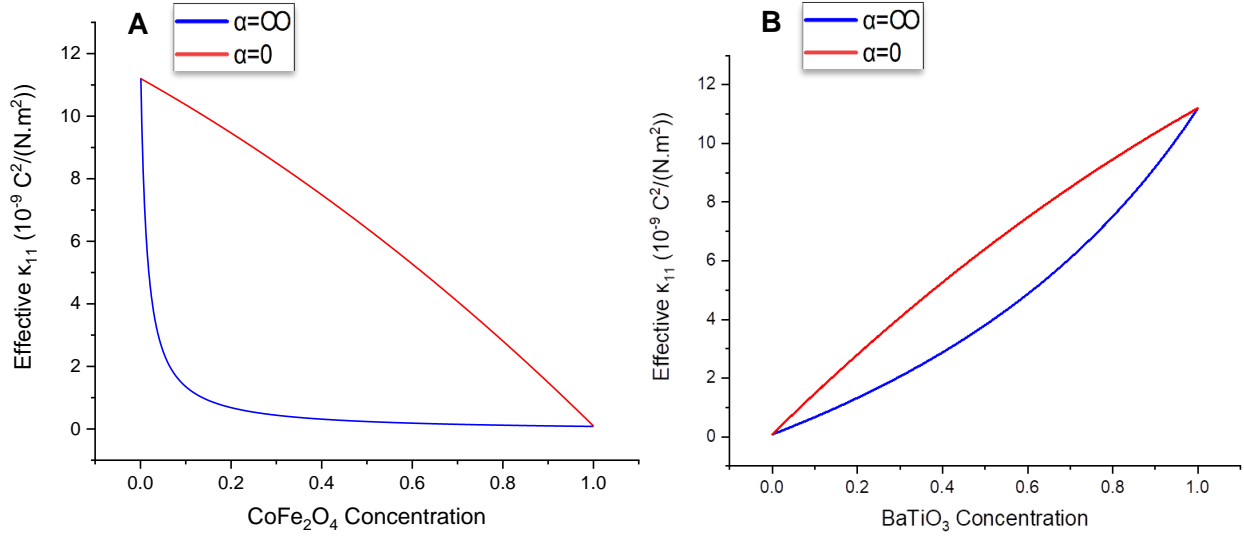 A
α=∞
α=0
Effective κ₁₁ (10⁻⁹ C²/(N.m²))
12
10
8
6
4
2
0
0.0 0.2 0.4 0.6 0.8 1.0
CoFe₂O₄ Concentration
B
α=∞
α=0
Effective κ₁₁ (10⁻⁹ C²/(N.m²))
12
10
8
6
4
2
0
0.0 0.2 0.4 0.6 0.8 1.0
BaTiO₃ Concentration